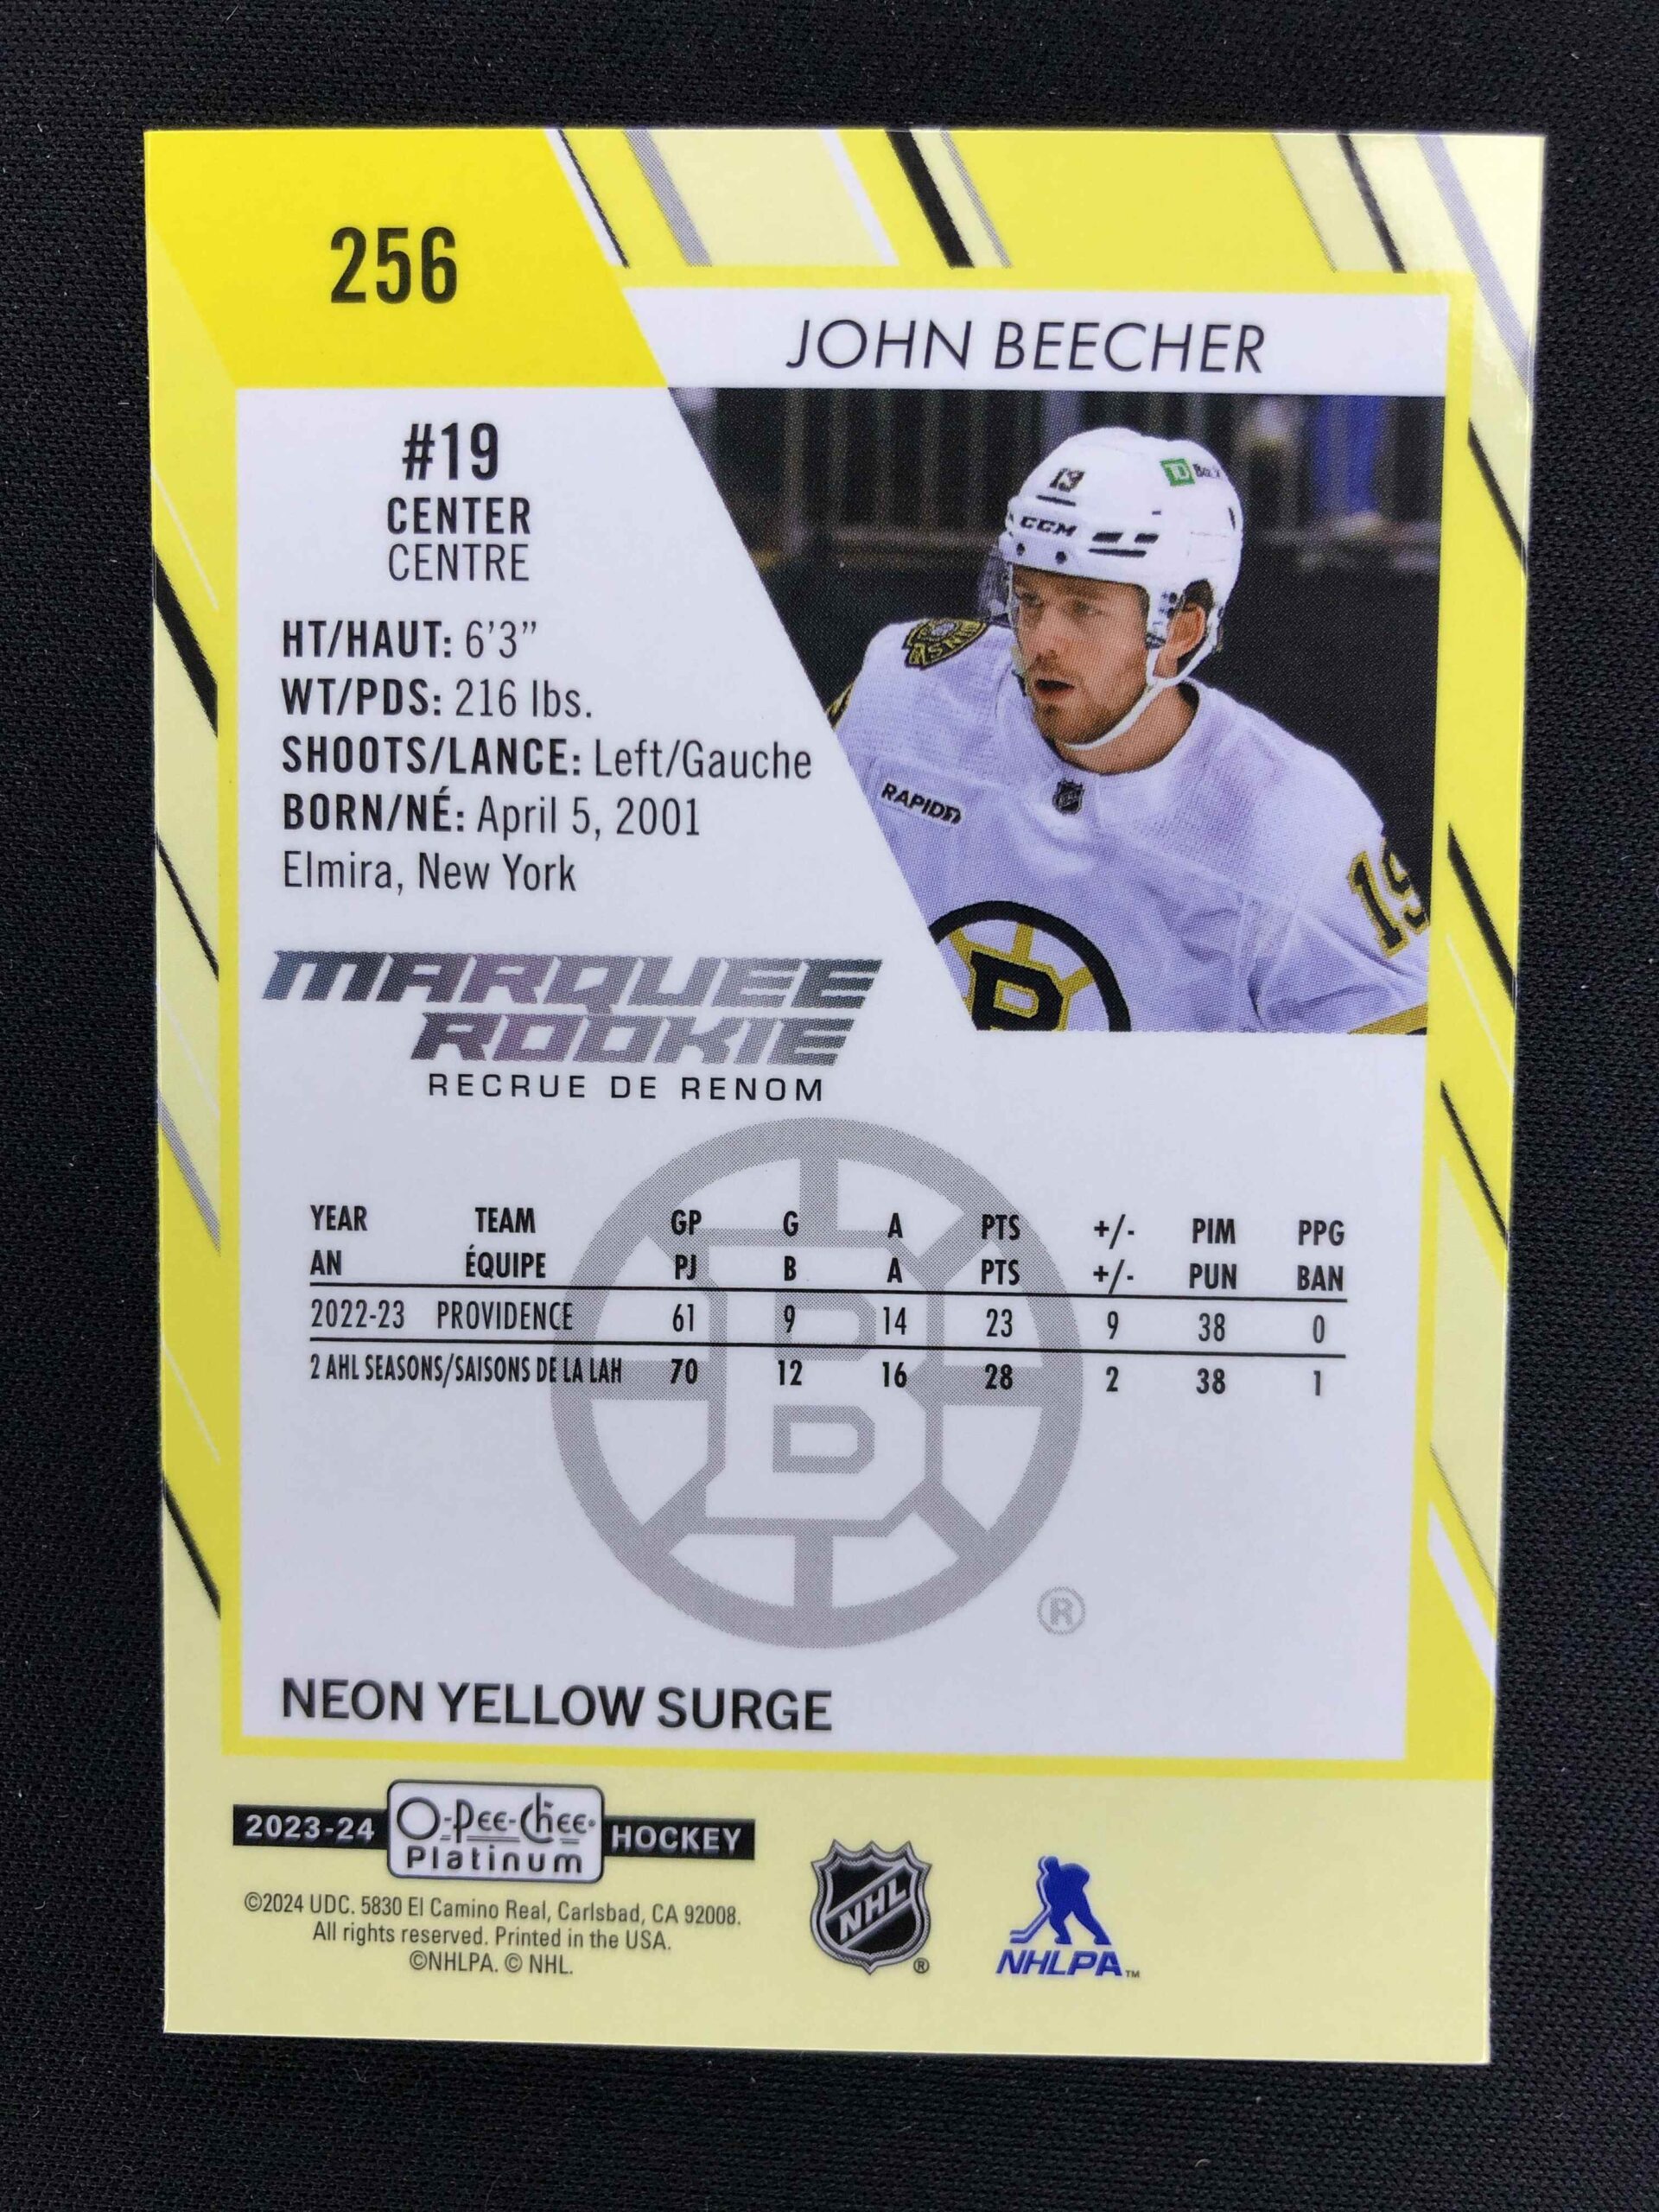 256
JOHN BEECHER
#19
CENTER
CENTRE
HT/HAUT: 6'3"
WT/PDS: 216 lbs.
SHOOTS/LANCE: Left/Gauche
BORN/NÉ: April 5, 2001
Elmira, New York
19
CCM
RAPID7
19
B
MARQUEE
ROOKIE
RECRUE DE RENOM
YEAR TEAM GP G A PTS +/- PIM PPG
AN ÉQUIPE PJ B A PTS +/- PUN BAN
2022-23 PROVIDENCE 61 9 14 23 9 38 0
2 AHL SEASONS/SAISONS DE LA LAH 70 12 16 28 2 38 1
B
®
NEON YELLOW SURGE
2023-24 O-Pee-Chee Platinum HOCKEY
©2024 UDC. 5830 El Camino Real, Carlsbad, CA 92008.
All rights reserved. Printed in the USA.
©NHLPA. © NHL.
NHL®
NHLPA™